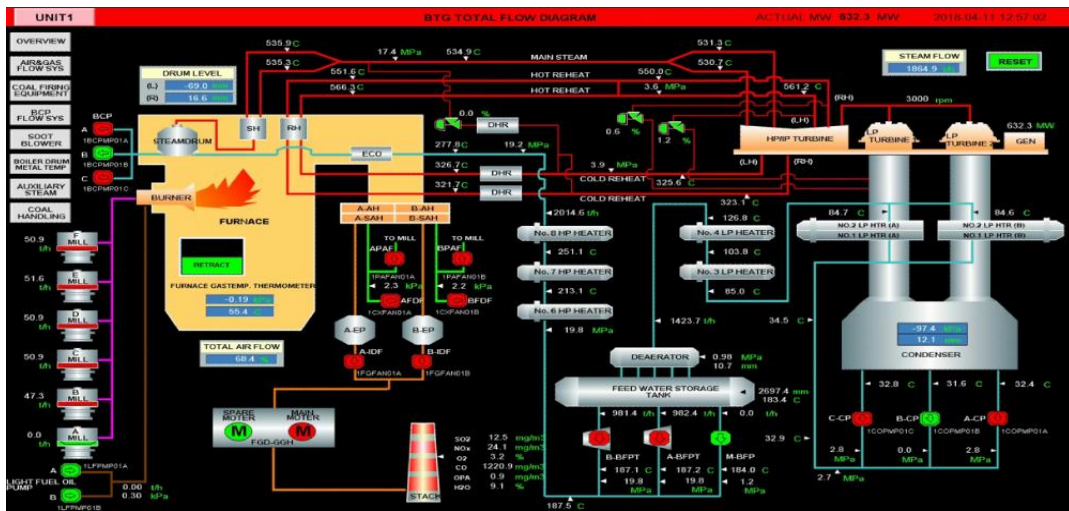 UNIT1
BTG TOTAL FLOW DIAGRAM
ACTUAL MW 632.3 MW
2018-04-11 12:57:02
OVERVIEW
AIR&GAS
FLOW SYS
COAL FIRING
EQUIPMENT
BCP
FLOW SYS
SOOT
BLOWER
BOILER DRUM
METAL TEMP
AUXILIARY
STEAM
COAL
HANDLING
DRUM LEVEL
(L) -69.0 mm
(R) 16.6 mm
BCP
A
1BCPMP01A
B
1BCPMP01B
C
1BCPMP01C
STEAMDRUM
SH
RH
ECO
BURNER
FURNACE
RETRACT
FURNACE GASTEMP. THERMOMETER
-0.19 kPa
55.4 C
TOTAL AIR FLOW
68.4 %
535.9 C
535.3 C
551.6 C
566.3 C
17.4 MPa
534.9 C
MAIN STEAM
HOT REHEAT
HOT REHEAT
531.3 C
530.7 C
550.0 C
3.6 MPa
561.2 C
(RH)
(LH)
3000 rpm
STEAM FLOW
1864.9 t/h
RESET
0.0 %
DHR
0.6 %
1.2 %
277.8 C
19.2 MPa
326.7 C
DHR
321.7 C
DHR
3.9 MPa
COLD REHEAT
325.6 C
COLD REHEAT
323.1 C
HP/IP TURBINE
(LH)
(RH)
LP
TURBINE 1
LP
TURBINE 2
GEN
632.3 MW
A-AH
B-AH
A-SAH
B-SAH
TO MILL
APAF
1PAFAN01A
2.3 kPa
AFDF
1CXFAN01A
TO MILL
BPAF
1PAFAN01B
2.2 kPa
BFDF
1CXFAN01B
A-EP
B-EP
A-IDF
1FGFAN01A
B-IDF
1FGFAN01B
50.9 t/h
F
MILL
51.6 t/h
E
MILL
50.9 t/h
D
MILL
50.9 t/h
C
MILL
47.3 t/h
B
MILL
0.0 t/h
A
MILL
1LFPMP01A
A
LIGHT FUEL OIL
PUMP
B
1LFPMP01B
0.00 t/h
0.30 kPa
SPARE
MOTER
MAIN
MOTER
M
M
FGD-GGH
STACK
SO2 12.5 mg/m3
NOx 24.1 mg/m3
O2 3.2 %
CO 1220.9 mg/m3
OPA 0.9 mg/m3
H2O 9.1 %
2014.6 t/h
No. 8 HP HEATER
251.1 C
No. 7 HP HEATER
213.1 C
No. 6 HP HEATER
19.8 MPa
126.8 C
No. 4 LP HEATER
103.8 C
No. 3 LP HEATER
85.0 C
1423.7 t/h
DEAERATOR
0.98 MPa
10.7 mm
FEED WATER STORAGE
TANK
2697.4 mm
183.4 C
981.4 t/h
982.4 t/h
0.0 t/h
B-BFPT
A-BFPT
M-BFP
187.1 C
187.2 C
184.0 C
19.8 MPa
19.8 MPa
1.2 MPa
187.5 C
84.7 C
84.6 C
NO.2 LP HTR (A)
NO.1 LP HTR (A)
NO.2 LP HTR (B)
NO.1 LP HTR (B)
34.5 C
-97.4 kPa
12.1 mm
CONDENSER
32.8 C
31.6 C
32.4 C
C-CP
1COPMP01C
B-CP
1COPMP01B
A-CP
1COPMP01A
32.9 C
2.8 MPa
0.0 MPa
2.8 MPa
2.7 MPa